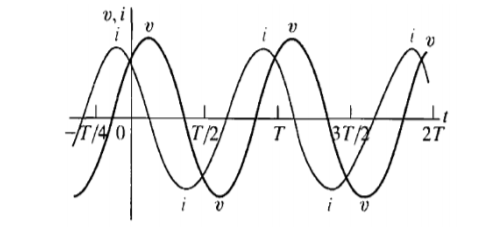 v, i
i v i v i v
-T/4 0 T/2 T 3T/2 2T t
i v i v